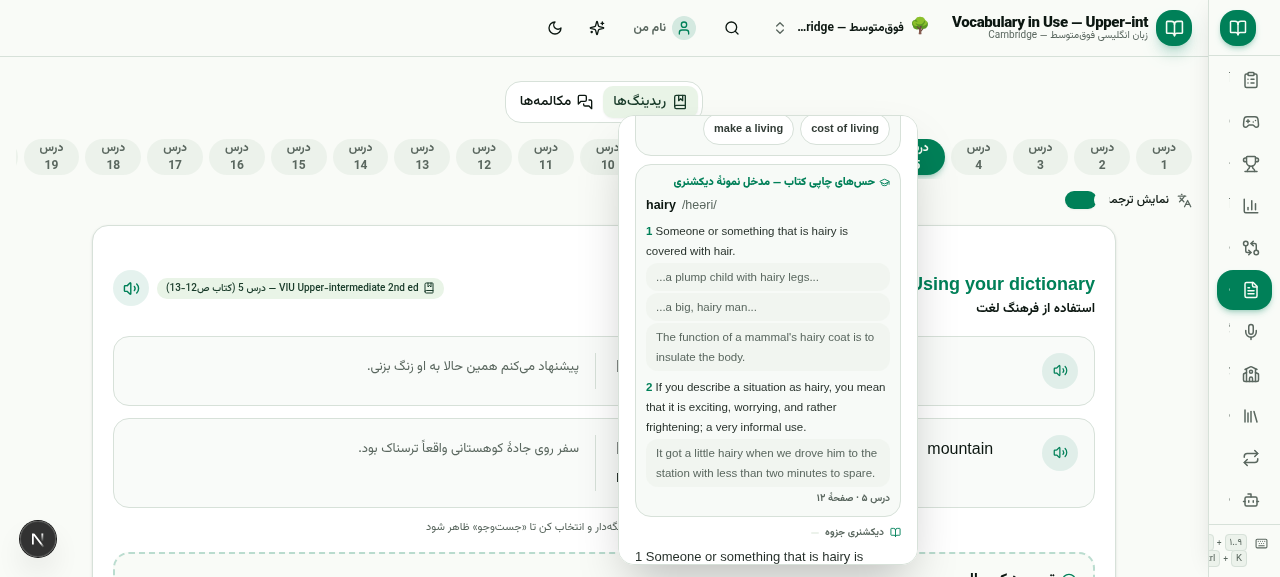 Vocabulary in Use — Upper-int
زبان انگلیسی فوق‌متوسط — Cambridge
فوق‌متوسط — ridge...
نام من
ریدینگ‌ها
مکالمه‌ها
درس 1
درس 2
درس 3
درس 4
درس 10
درس 11
درس 12
درس 13
درس 14
درس 15
درس 16
درس 17
درس 18
درس 19
نمایش ترجم
Using your dictionary
استفاده از فرهنگ لغت
VIU Upper-intermediate 2nd ed — درس 5 (کتاب ص12-13)
پیشنهاد می‌کنم همین حالا به او زنگ بزنی.
mountain
سفر روی جادهٔ کوهستانی واقعاً ترسناک بود.
گه‌دار و انتخاب کن تا «جست‌وجو» ظاهر شود
make a living
cost of living
حس‌های چاپی کتاب — مدخل نمونهٔ دیکشنری
hairy /heəri/
1 Someone or something that is hairy is
covered with hair.
...a plump child with hairy legs...
...a big, hairy man...
The function of a mammal's hairy coat is to
insulate the body.
2 If you describe a situation as hairy, you mean
that it is exciting, worrying, and rather
frightening; a very informal use.
It got a little hairy when we drove him to the
station with less than two minutes to spare.
درس ۵ · صفحهٔ ۱۲
دیکشنری جزوه —
1 Someone or something that is hairy is
+ ۱..۹
+ K
N